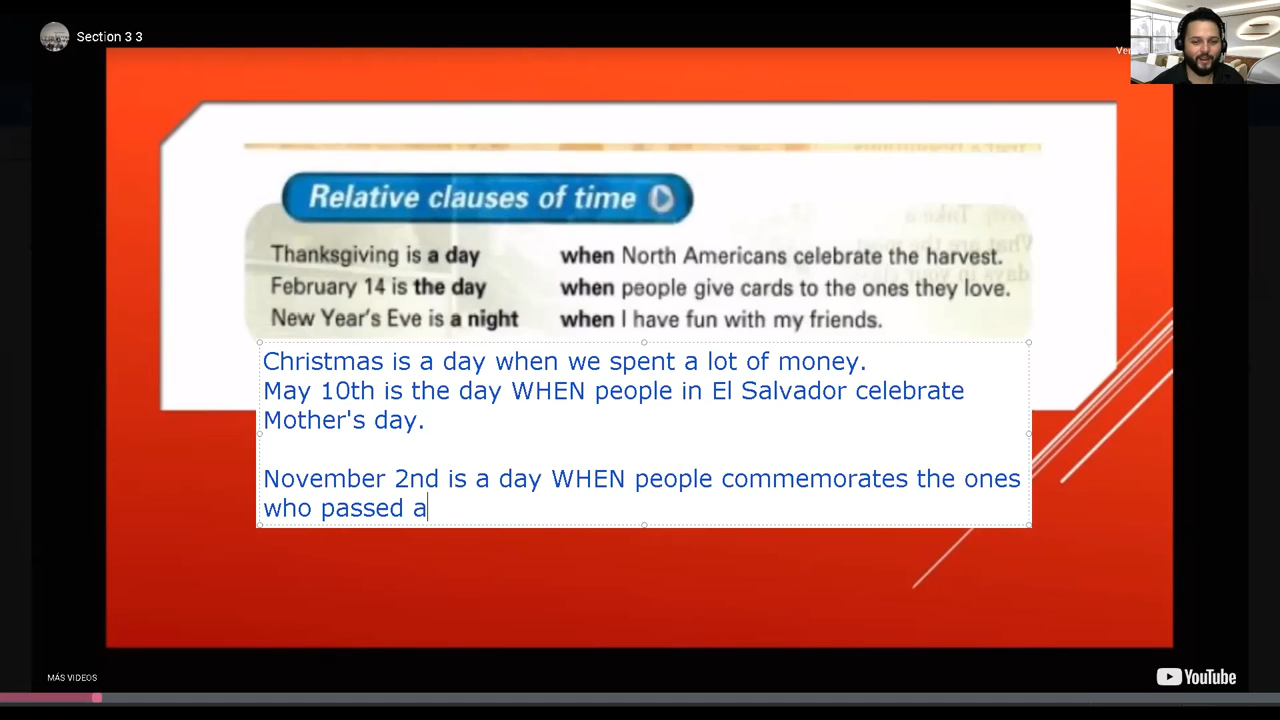 Section 3 3
Ver
Relative clauses of time
Thanksgiving is a day when North Americans celebrate the harvest.
February 14 is the day when people give cards to the ones they love.
New Year's Eve is a night when I have fun with my friends.
Christmas is a day when we spent a lot of money.
May 10th is the day WHEN people in El Salvador celebrate
Mother's day.
November 2nd is a day WHEN people commemorates the ones
who passed a
MÁS VIDEOS
YouTube